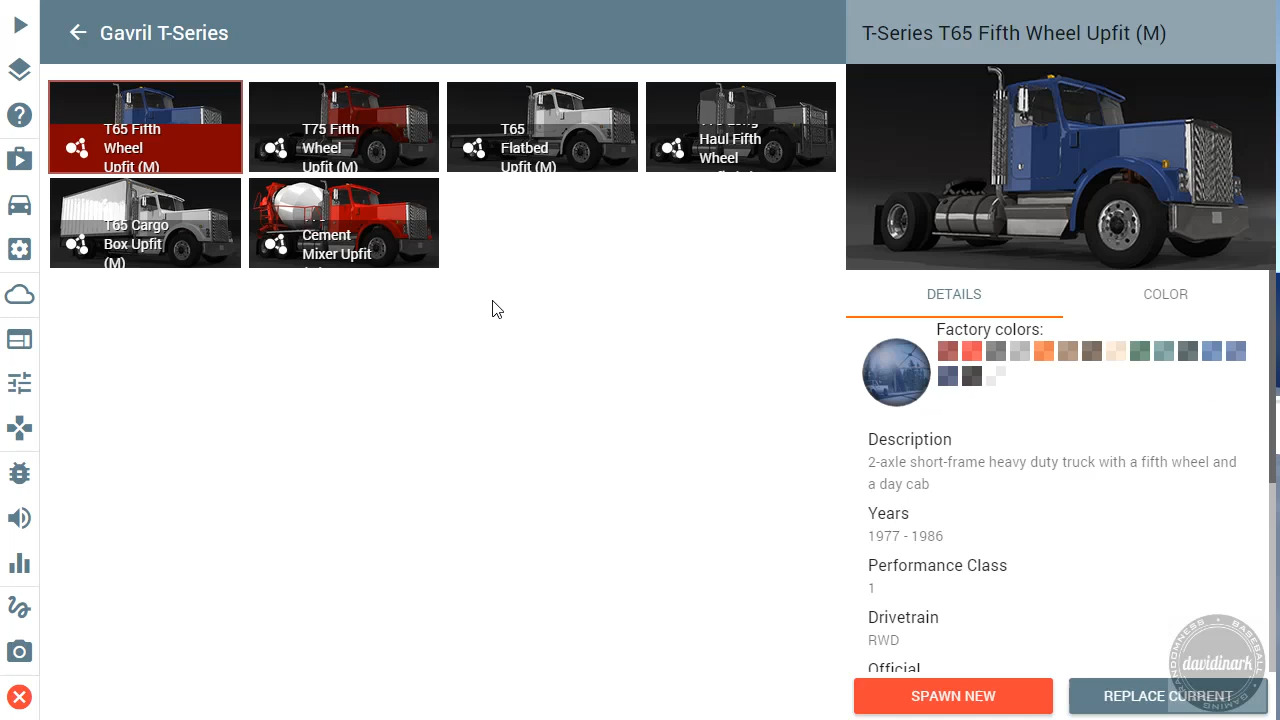 Gavril T-Series
T65 Fifth
Wheel
Upfit (M)
T75 Fifth
Wheel
Upfit (M)
T65
Flatbed
Upfit (M)
Haul Fifth
Wheel
T65 Cargo
Box Upfit
(M)
Cement
Mixer Upfit
T-Series T65 Fifth Wheel Upfit (M)
DETAILS
COLOR
Factory colors:
Description
2-axle short-frame heavy duty truck with a fifth wheel and
a day cab
Years
1977 - 1986
Performance Class
1
Drivetrain
RWD
Official
SPAWN NEW
REPLACE CURRENT
RANDOMNESS • BASEBALL
davidinark
GAMING